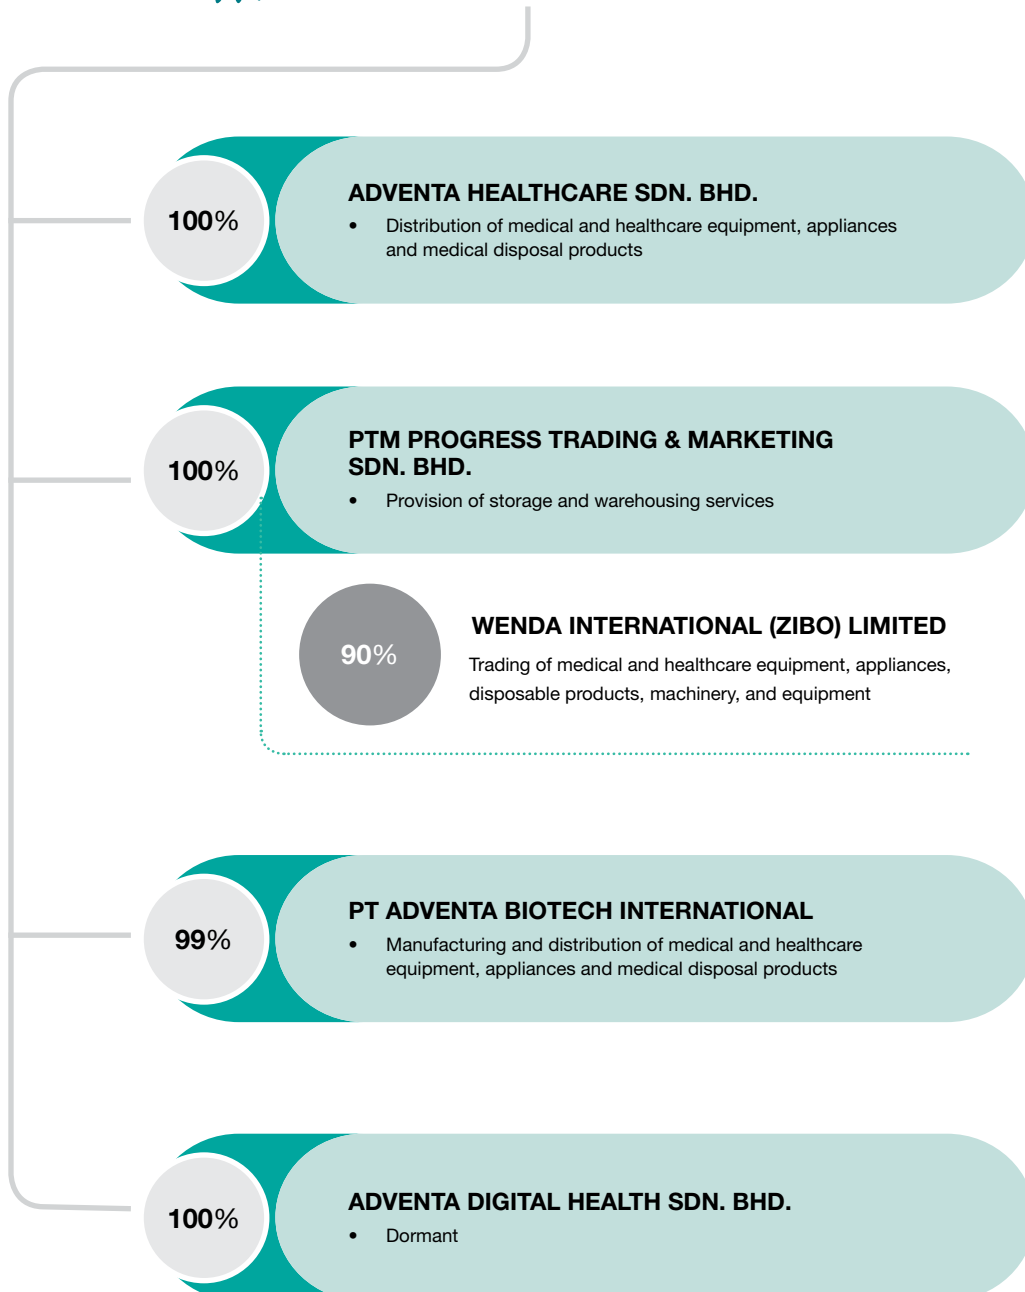 100%
ADVENTA HEALTHCARE SDN. BHD.
• Distribution of medical and healthcare equipment, appliances
and medical disposal products
100%
PTM PROGRESS TRADING & MARKETING
SDN. BHD.
• Provision of storage and warehousing services
90%
WENDA INTERNATIONAL (ZIBO) LIMITED
Trading of medical and healthcare equipment, appliances,
disposable products, machinery, and equipment
99%
PT ADVENTA BIOTECH INTERNATIONAL
• Manufacturing and distribution of medical and healthcare
equipment, appliances and medical disposal products
100%
ADVENTA DIGITAL HEALTH SDN. BHD.
• Dormant